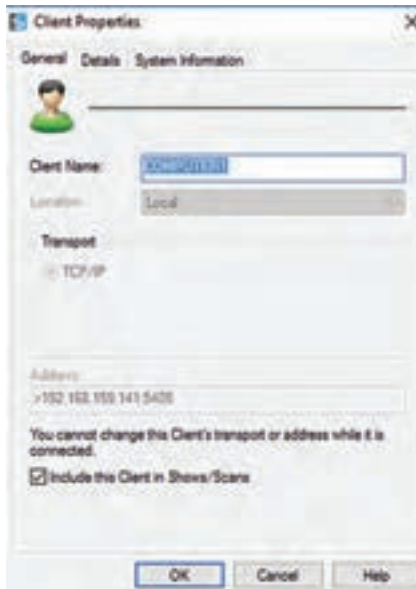 Client Properties
General Details System Information
Client Name:
Location: Local
Transport
TCP/IP
Address:
You cannot change this Client's transport or address while it is
connected.
Include this Client in Shows/Scans
OK Cancel Help